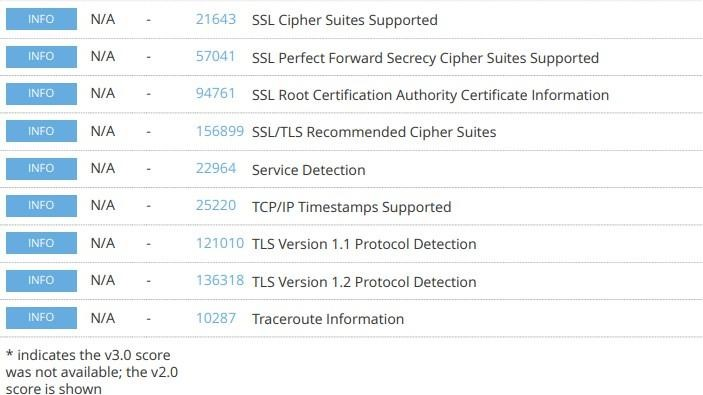 INFO N/A - 21643 SSL Cipher Suites Supported
INFO N/A - 57041 SSL Perfect Forward Secrecy Cipher Suites Supported
INFO N/A - 94761 SSL Root Certification Authority Certificate Information
INFO N/A - 156899 SSL/TLS Recommended Cipher Suites
INFO N/A - 22964 Service Detection
INFO N/A - 25220 TCP/IP Timestamps Supported
INFO N/A - 121010 TLS Version 1.1 Protocol Detection
INFO N/A - 136318 TLS Version 1.2 Protocol Detection
INFO N/A - 10287 Traceroute Information
* indicates the v3.0 score
was not available; the v2.0
score is shown